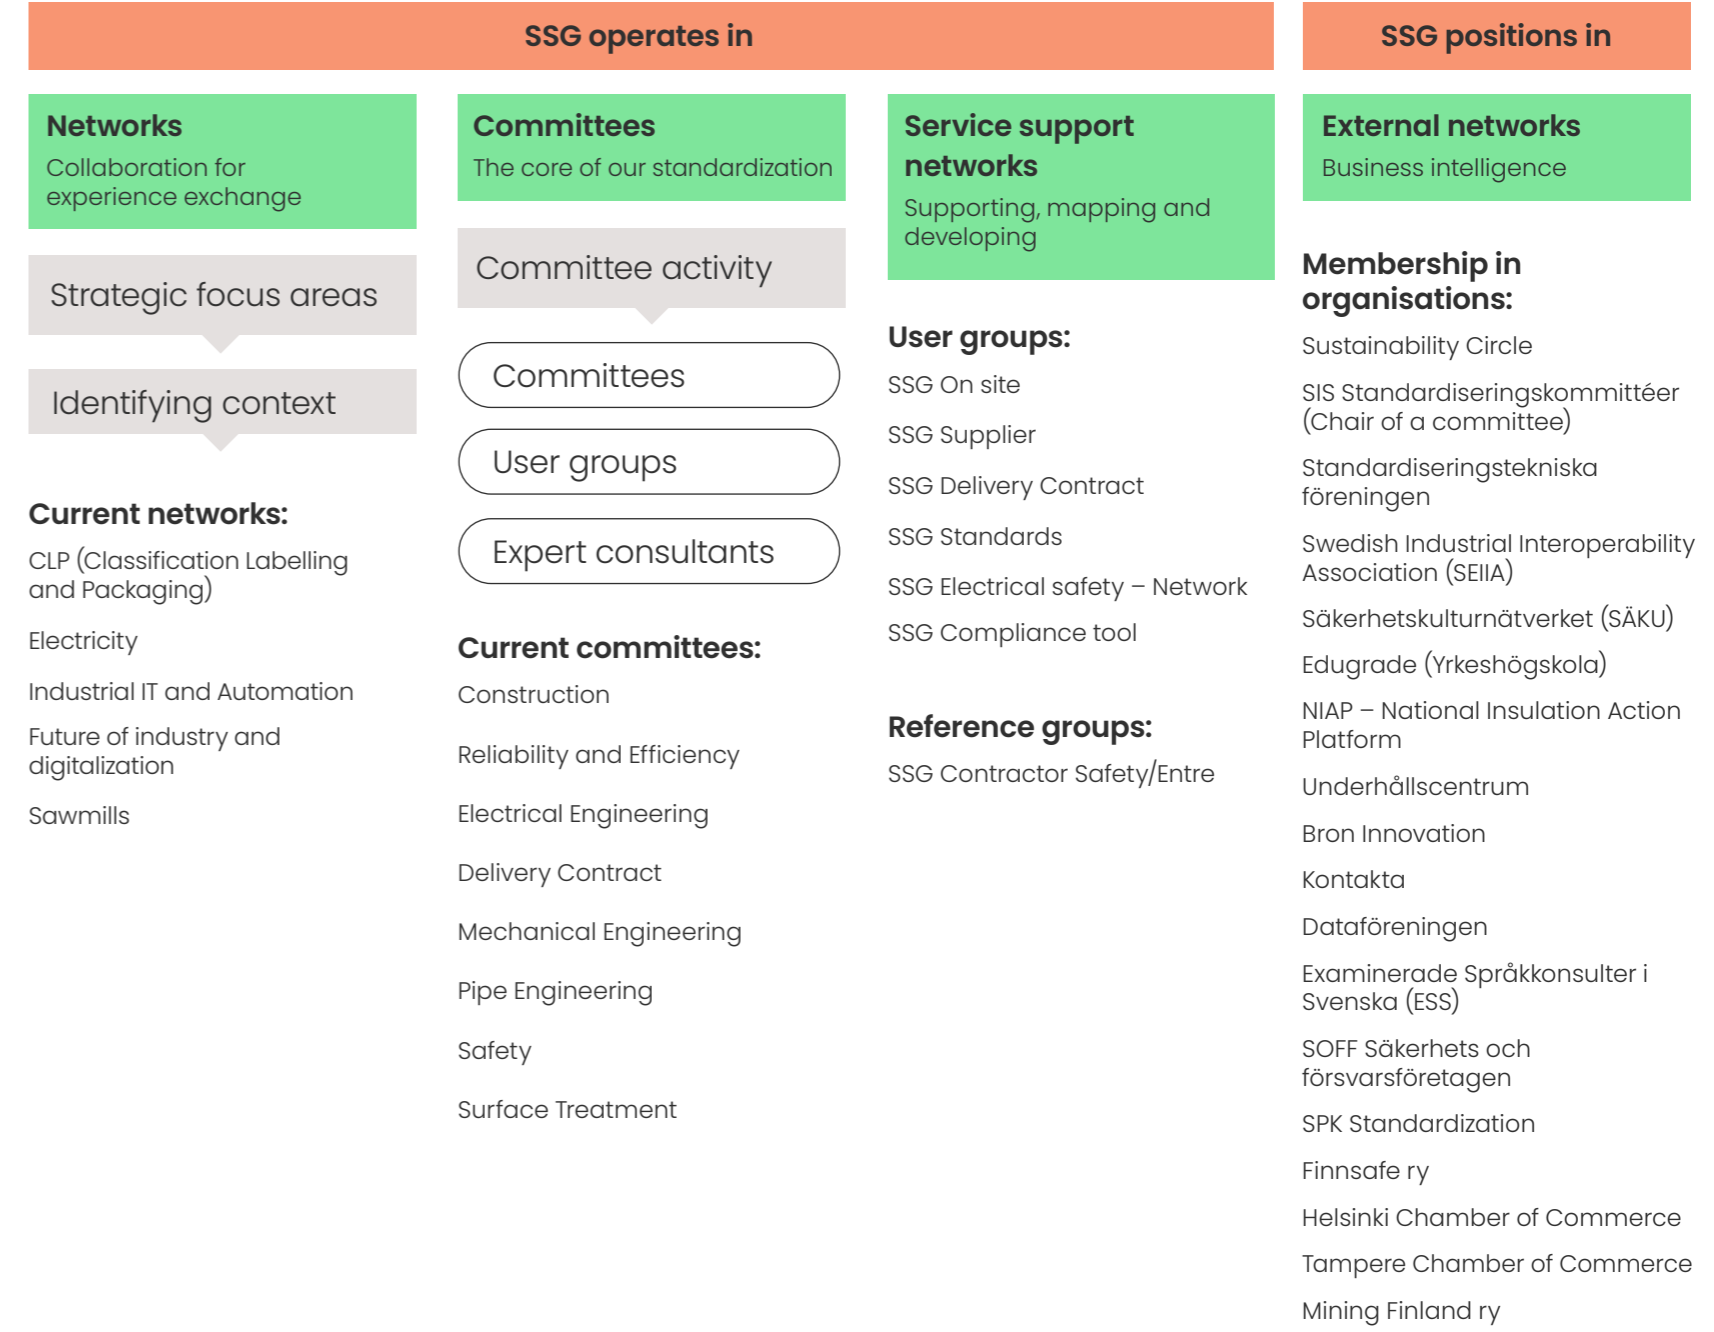 SSG operates in
SSG positions in
Networks
Collaboration for
experience exchange
Strategic focus areas
Identifying context
Current networks:
CLP (Classification Labelling
and Packaging)
Electricity
Industrial IT and Automation
Future of industry and
digitalization
Sawmills
Committees
The core of our standardization
Committee activity
Committees
User groups
Expert consultants
Current committees:
Construction
Reliability and Efficiency
Electrical Engineering
Delivery Contract
Mechanical Engineering
Pipe Engineering
Safety
Surface Treatment
Service support
networks
Supporting, mapping and
developing
User groups:
SSG On site
SSG Supplier
SSG Delivery Contract
SSG Standards
SSG Electrical safety – Network
SSG Compliance tool
Reference groups:
SSG Contractor Safety/Entre
External networks
Business intelligence
Membership in
organisations:
Sustainability Circle
SIS Standardiseringskommittéer
(Chair of a committee)
Standardiseringstekniska
föreningen
Swedish Industrial Interoperability
Association (SEIIA)
Säkerhetskulturnätverket (SÄKU)
Edugrade (Yrkeshögskola)
NIAP – National Insulation Action
Platform
Underhållscentrum
Bron Innovation
Kontakta
Dataföreningen
Examinerade Språkkonsulter i
Svenska (ESS)
SOFF Säkerhets och
försvarsföretagen
SPK Standardization
Finnsafe ry
Helsinki Chamber of Commerce
Tampere Chamber of Commerce
Mining Finland ry